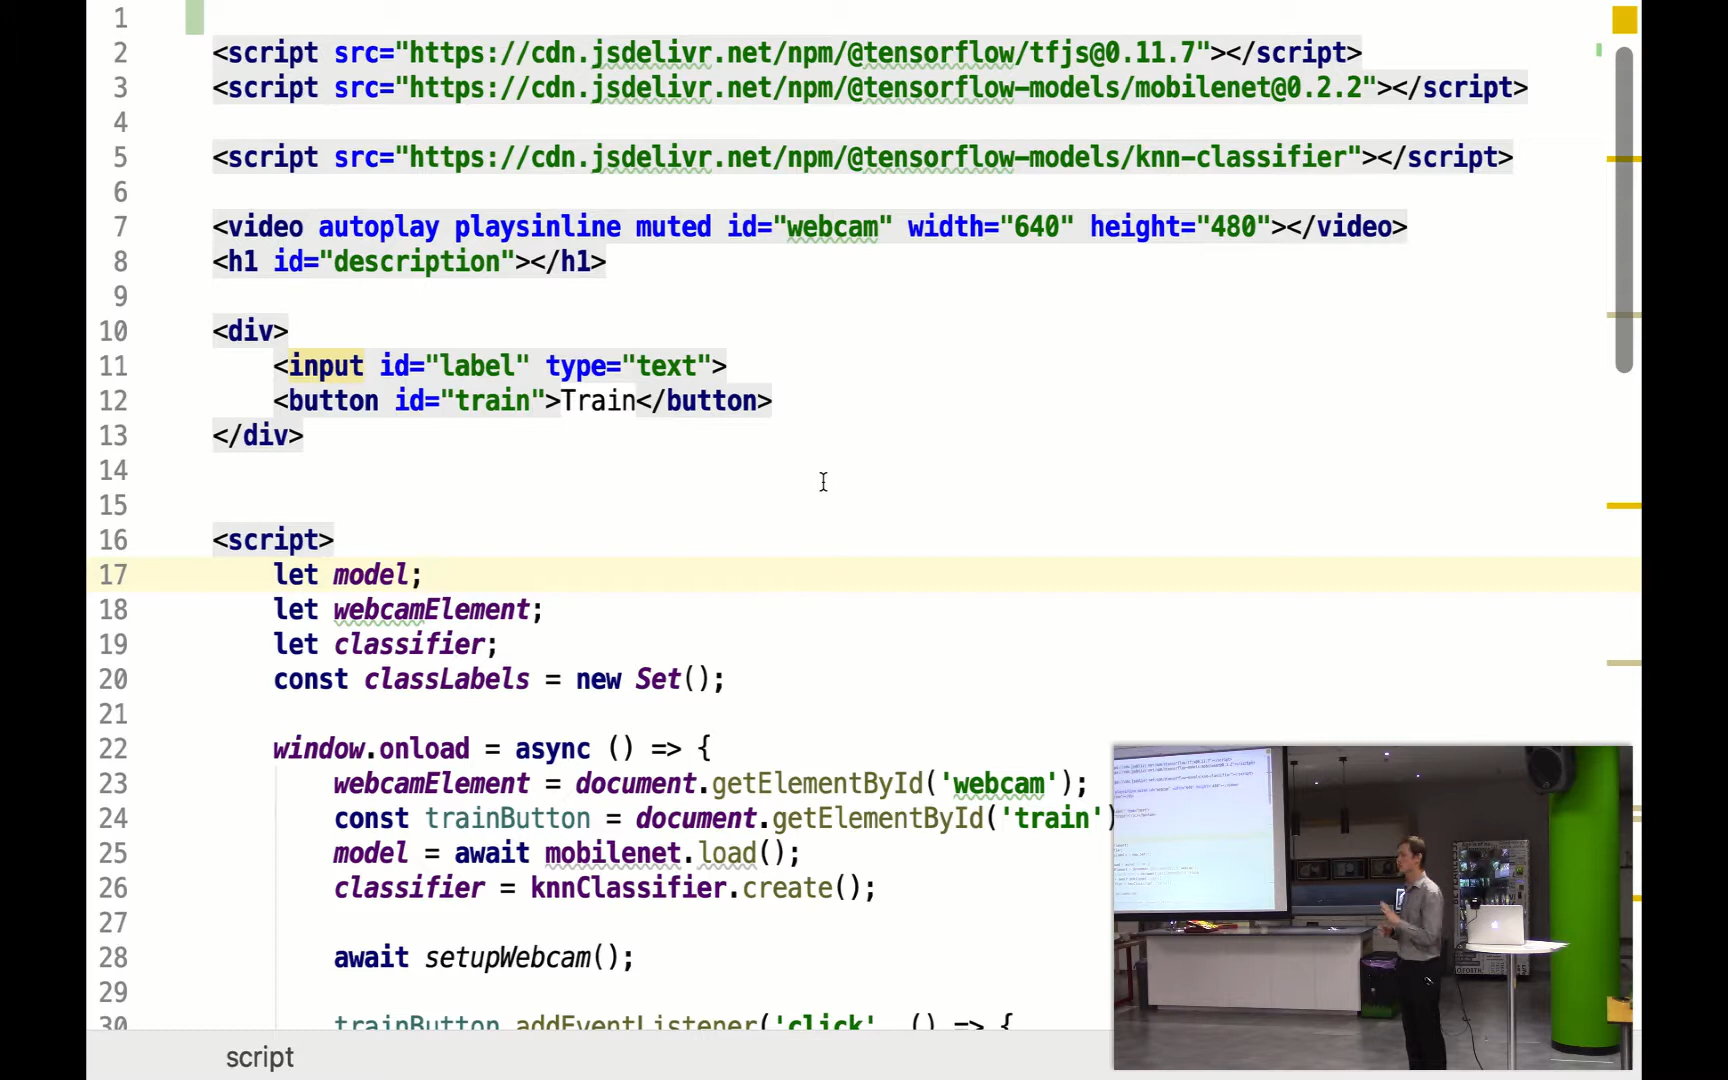 1
2 <script src="https://cdn.jsdelivr.net/npm/@tensorflow/tfjs@0.11.7"></script>
3 <script src="https://cdn.jsdelivr.net/npm/@tensorflow-models/mobilenet@0.2.2"></script>
4
5 <script src="https://cdn.jsdelivr.net/npm/@tensorflow-models/knn-classifier"></script>
6
7 <video autoplay playsinline muted id="webcam" width="640" height="480"></video>
8 <h1 id="description"></h1>
9
10 <div>
11 <input id="label" type="text">
12 <button id="train">Train</button>
13 </div>
14
15
16 <script>
17 let model;
18 let webcamElement;
19 let classifier;
20 const classLabels = new Set();
21
22 window.onload = async () => {
23 webcamElement = document.getElementById('webcam');
24 const trainButton = document.getElementById('train')
25 model = await mobilenet.load();
26 classifier = knnClassifier.create();
27
28 await setupWebcam();
29
30 trainButton.addEventListener('click', () => {
script